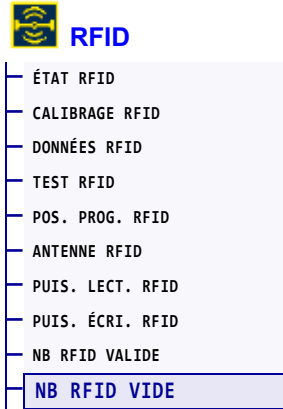 RFID
ÉTAT RFID
CALIBRAGE RFID
DONNÉES RFID
TEST RFID
POS. PROG. RFID
ANTENNE RFID
PUIS. LECT. RFID
PUIS. ÉCRI. RFID
NB RFID VALIDE
NB RFID VIDE